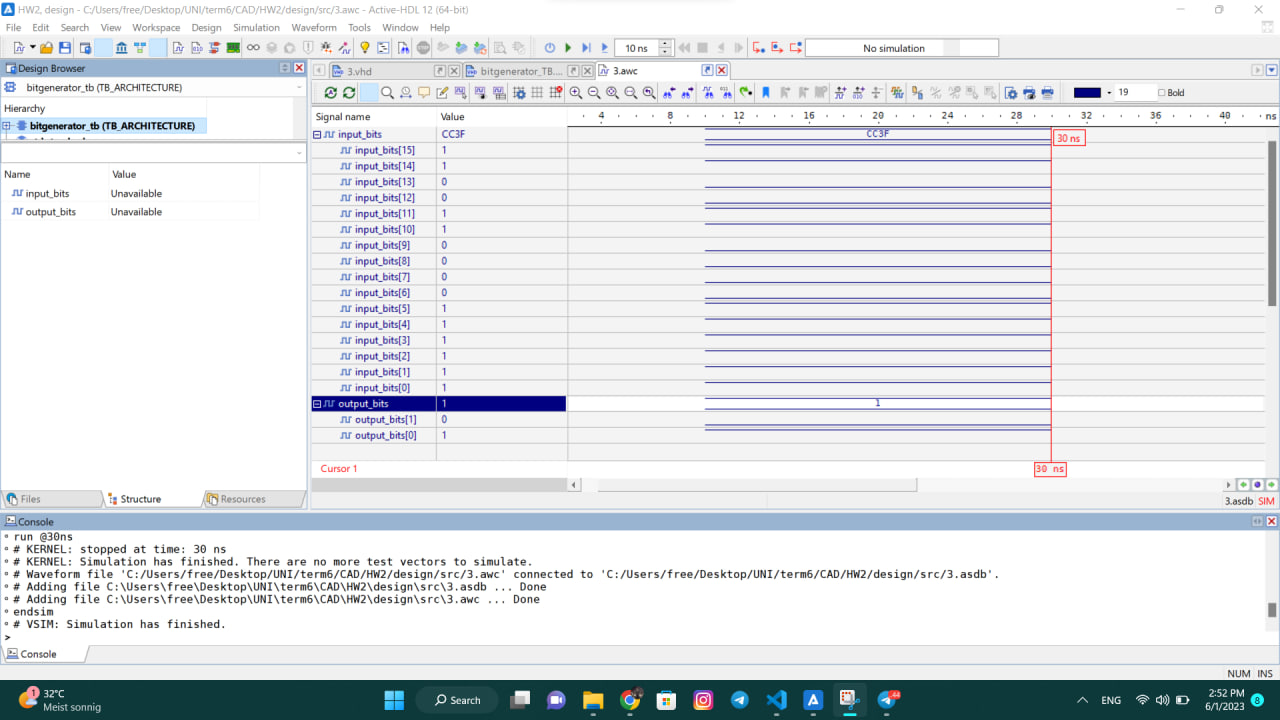 HW2, design - C:/Users/free/Desktop/UNI/term6/CAD/HW2/design/src/3.awc - Active-HDL 12 (64-bit)
File Edit Search View Workspace Design Simulation Waveform Tools Window Help
10 ns
No simulation
Design Browser
bitgenerator_tb (TB_ARCHITECTURE)
Hierarchy
bitgenerator_tb (TB_ARCHITECTURE)
Name Value
input_bits Unavailable
output_bits Unavailable
Files Structure Resources
3.vhd bitgenerator_TB.... 3.awc
19 Bold
Signal name Value 4 8 12 16 20 24 28 32 36 40 ns
input_bits CC3F CC3F 30 ns
input_bits[15] 1
input_bits[14] 1
input_bits[13] 0
input_bits[12] 0
input_bits[11] 1
input_bits[10] 1
input_bits[9] 0
input_bits[8] 0
input_bits[7] 0
input_bits[6] 0
input_bits[5] 1
input_bits[4] 1
input_bits[3] 1
input_bits[2] 1
input_bits[1] 1
input_bits[0] 1
output_bits 1 1
output_bits[1] 0
output_bits[0] 1
Cursor 1 30 ns
3.asdb SIM
Console
run @30ns
# KERNEL: stopped at time: 30 ns
# KERNEL: Simulation has finished. There are no more test vectors to simulate.
# Waveform file 'C:/Users/free/Desktop/UNI/term6/CAD/HW2/design/src/3.awc' connected to 'C:/Users/free/Desktop/UNI/term6/CAD/HW2/design/src/3.asdb'.
# Adding file C:\Users\free\Desktop\UNI\term6\CAD\HW2\design\src\3.asdb ... Done
# Adding file C:\Users\free\Desktop\UNI\term6\CAD\HW2\design\src\3.awc ... Done
endsim
# VSIM: Simulation has finished.
>
Console
NUM INS
1 32°C
Meist sonnig
Search
44
ENG
2:52 PM
6/1/2023
8